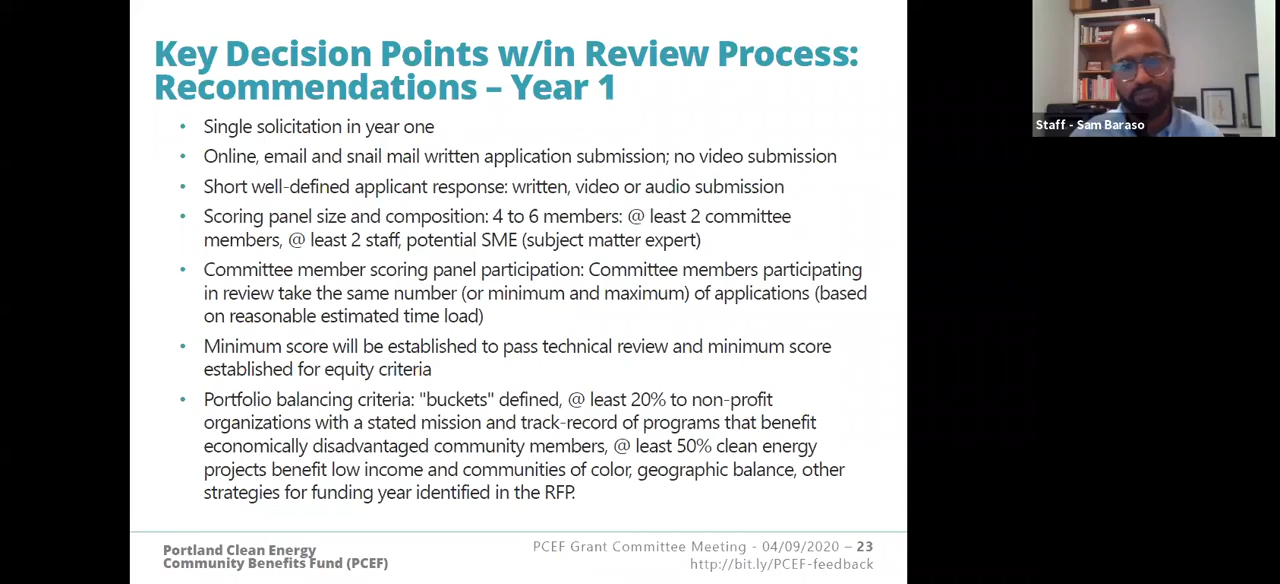 Key Decision Points w/in Review Process:
Recommendations – Year 1
• Single solicitation in year one
• Online, email and snail mail written application submission; no video submission
• Short well-defined applicant response: written, video or audio submission
• Scoring panel size and composition: 4 to 6 members: @ least 2 committee
members, @ least 2 staff, potential SME (subject matter expert)
• Committee member scoring panel participation: Committee members participating
in review take the same number (or minimum and maximum) of applications (based
on reasonable estimated time load)
• Minimum score will be established to pass technical review and minimum score
established for equity criteria
• Portfolio balancing criteria: "buckets" defined, @ least 20% to non-profit
organizations with a stated mission and track-record of programs that benefit
economically disadvantaged community members, @ least 50% clean energy
projects benefit low income and communities of color, geographic balance, other
strategies for funding year identified in the RFP.
Portland Clean Energy
Community Benefits Fund (PCEF)
PCEF Grant Committee Meeting - 04/09/2020 – 23
http://bit.ly/PCEF-feedback
Staff - Sam Baraso